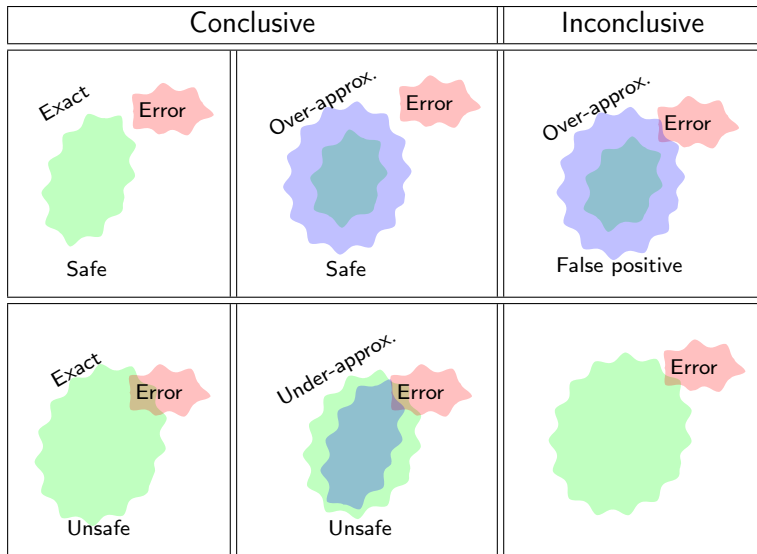 Conclusive
Inconclusive
Exact
Error
Safe
Over-approx.
Error
Safe
Over-approx.
Error
False positive
Exact
Error
Unsafe
Under-approx.
Error
Unsafe
Error